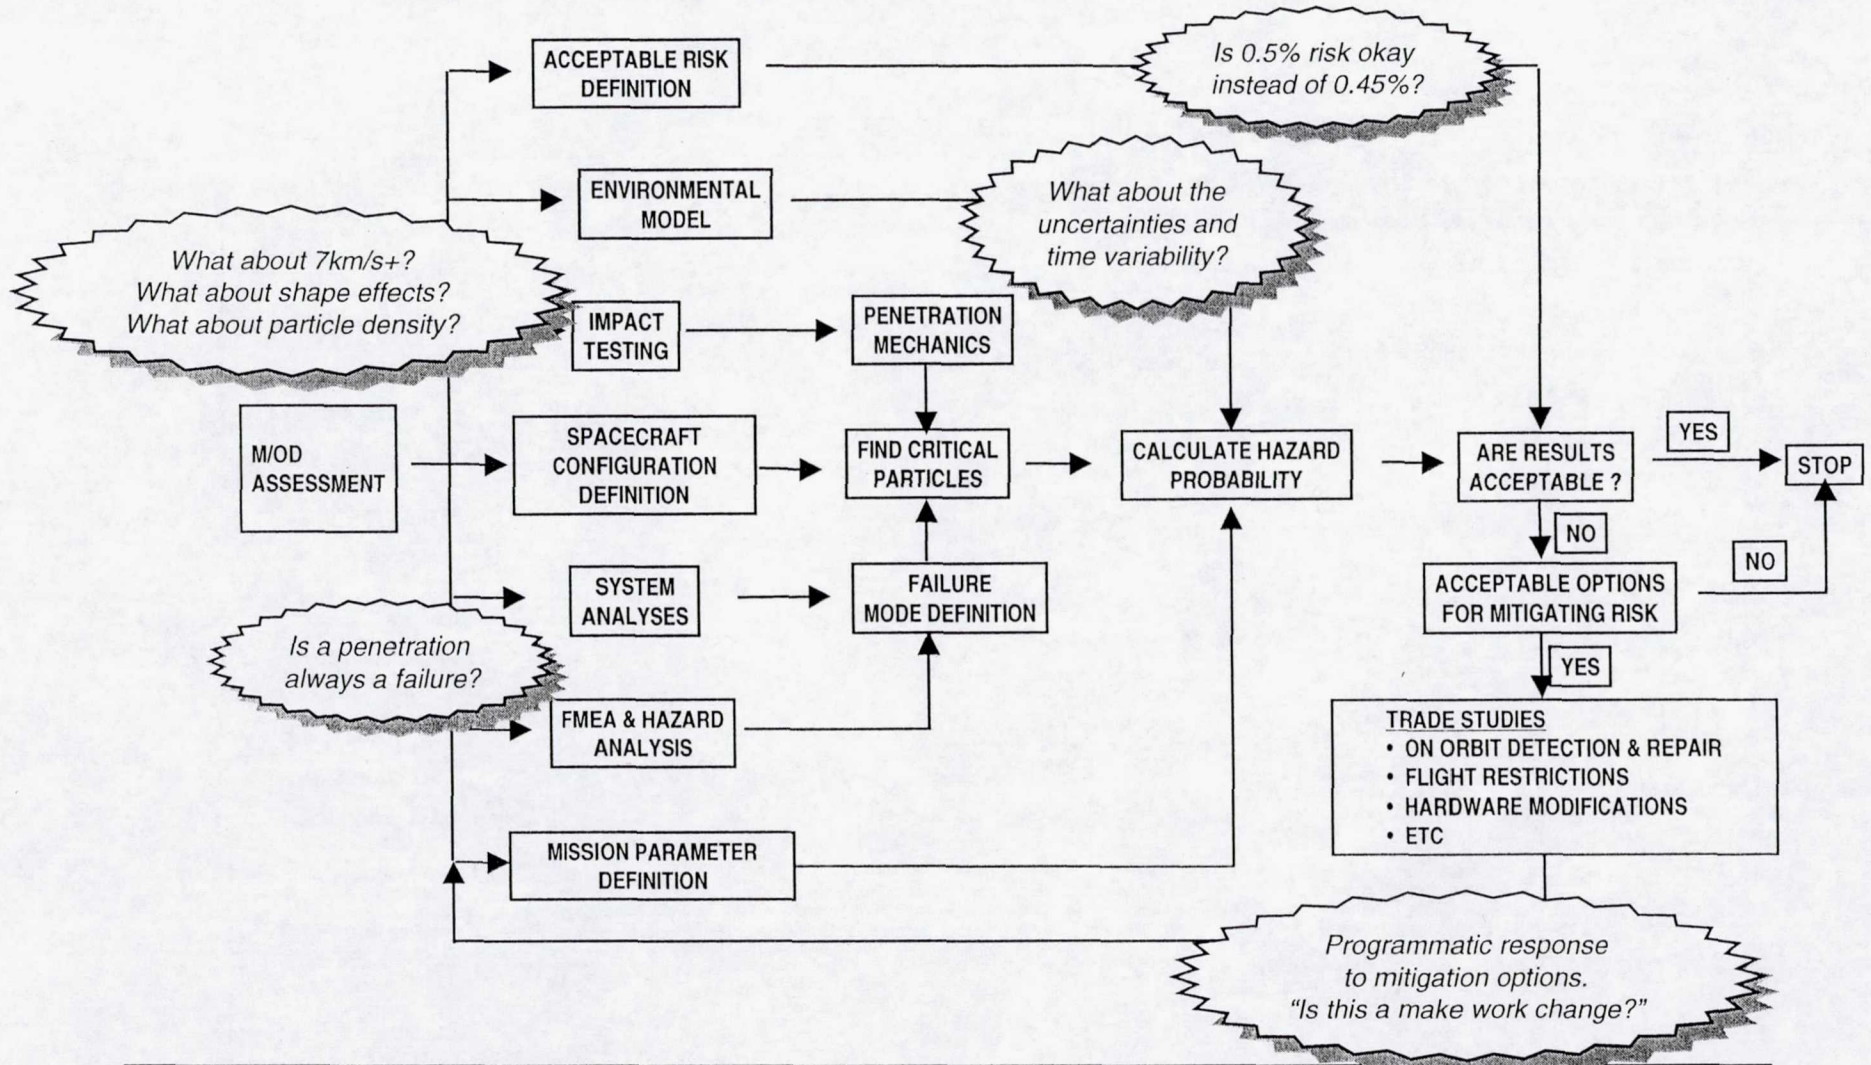 ACCEPTABLE RISK
DEFINITION
Is 0.5% risk okay
instead of 0.45%?
ENVIRONMENTAL
MODEL
What about the
uncertainties and
time variability?
What about 7km/s+?
What about shape effects?
What about particle density?
IMPACT
TESTING
PENETRATION
MECHANICS
M/OD
ASSESSMENT
SPACECRAFT
CONFIGURATION
DEFINITION
FIND CRITICAL
PARTICLES
CALCULATE HAZARD
PROBABILITY
ARE RESULTS
ACCEPTABLE ?
YES
STOP
NO
SYSTEM
ANALYSES
FAILURE
MODE DEFINITION
ACCEPTABLE OPTIONS
FOR MITIGATING RISK
NO
YES
Is a penetration
always a failure?
FMEA & HAZARD
ANALYSIS
TRADE STUDIES
• ON ORBIT DETECTION & REPAIR
• FLIGHT RESTRICTIONS
• HARDWARE MODIFICATIONS
• ETC
MISSION PARAMETER
DEFINITION
Programmatic response
to mitigation options.
“Is this a make work change?”